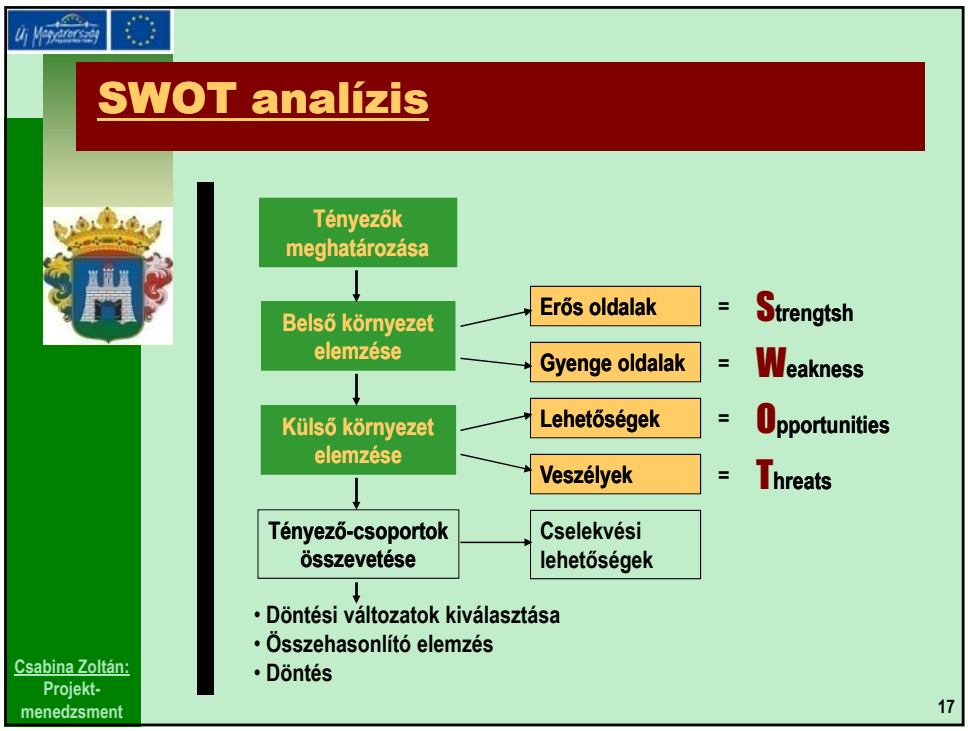 Új Magyarország
SWOT analízis
Tényezők
meghatározása
Belső környezet
elemzése
Erős oldalak = Strengtsh
Gyenge oldalak = Weakness
Külső környezet
elemzése
Lehetőségek = Opportunities
Veszélyek = Threats
Tényező-csoportok
összevetése
Cselekvési
lehetőségek
• Döntési változatok kiválasztása
• Összehasonlító elemzés
• Döntés
Csabina Zoltán:
Projekt-
menedzsment
17